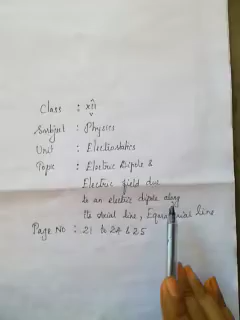 Class : XII
Subject : Physics
Unit : Electrostatics
Topic : Electric Dipole &
Electric field due
to an electric dipole along
its axial line, Equatorial line
Page No : 21 to 24 & 25